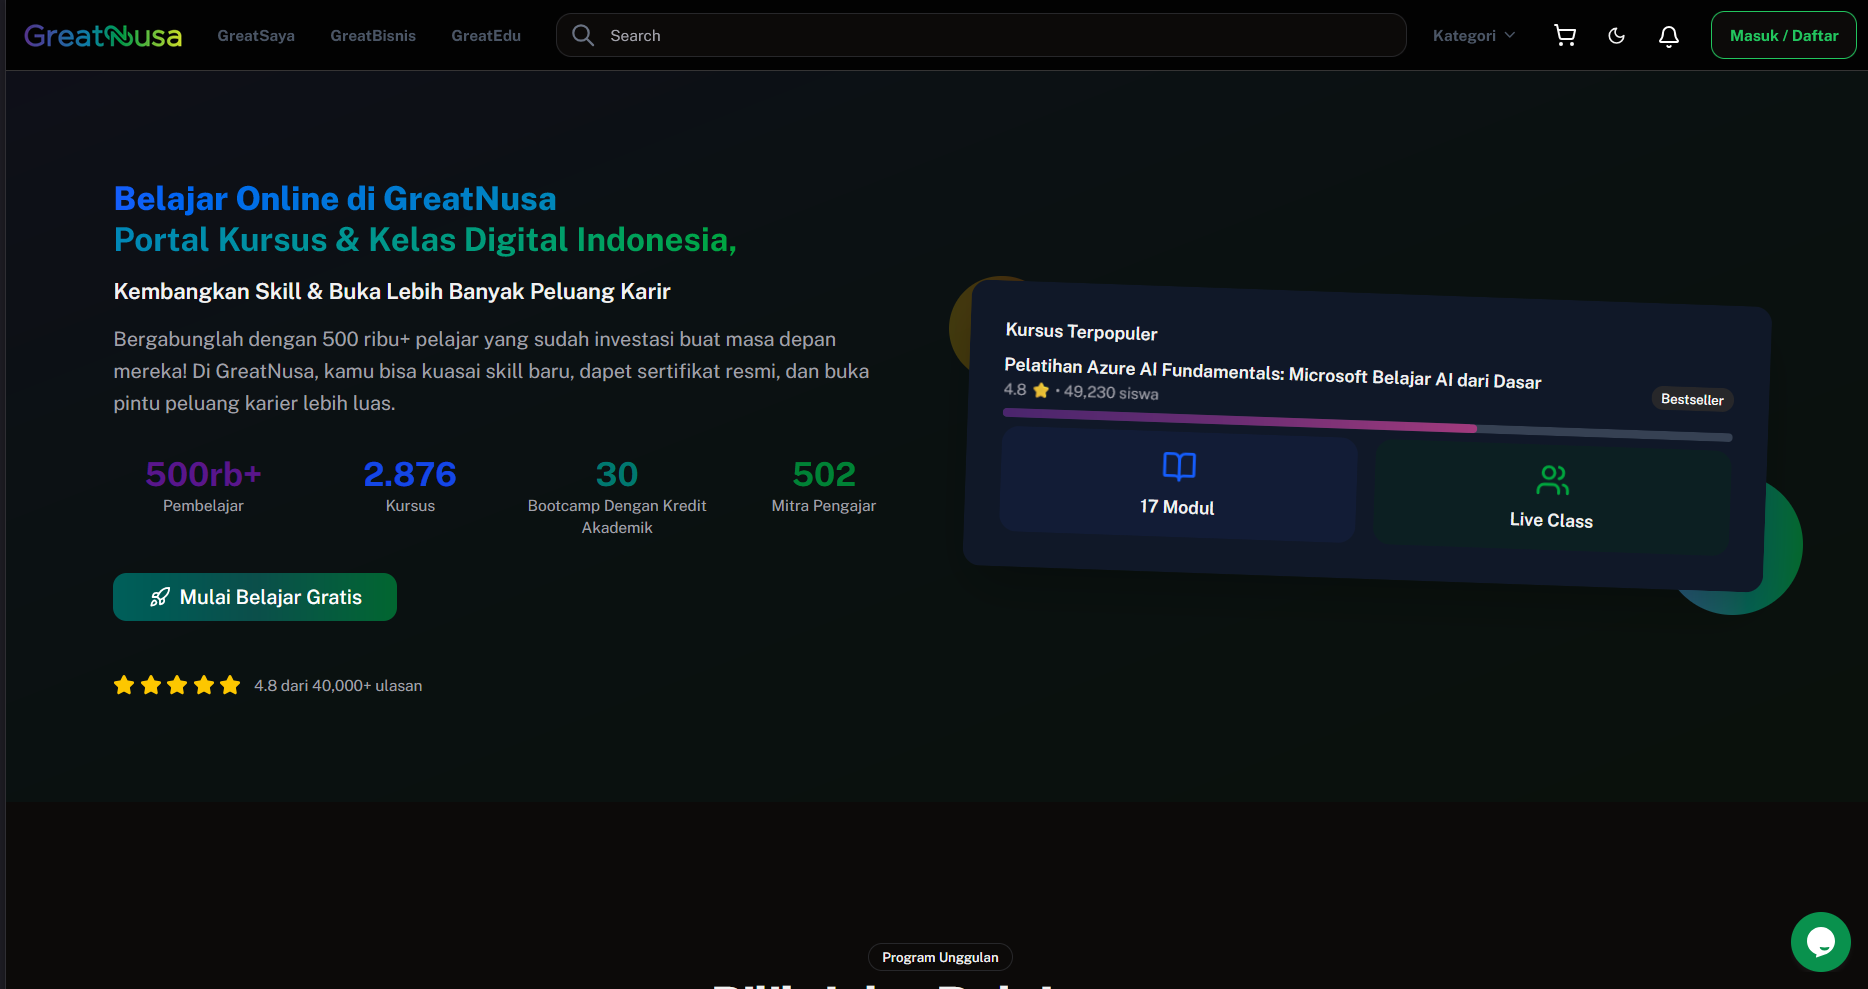 GreatNusa
GreatSaya
GreatBisnis
GreatEdu
Search
Kategori
Masuk / Daftar
Belajar Online di GreatNusa
Portal Kursus & Kelas Digital Indonesia,
Kembangkan Skill & Buka Lebih Banyak Peluang Karir
Bergabunglah dengan 500 ribu+ pelajar yang sudah investasi buat masa depan
mereka! Di GreatNusa, kamu bisa kuasai skill baru, dapet sertifikat resmi, dan buka
pintu peluang karier lebih luas.
500rb+
Pembelajar
2.876
Kursus
30
Bootcamp Dengan Kredit
Akademik
502
Mitra Pengajar
Mulai Belajar Gratis
4.8 dari 40,000+ ulasan
Kursus Terpopuler
Pelatihan Azure AI Fundamentals: Microsoft Belajar AI dari Dasar
4.8 ⭐ • 49,230 siswa
Bestseller
17 Modul
Live Class
Program Unggulan